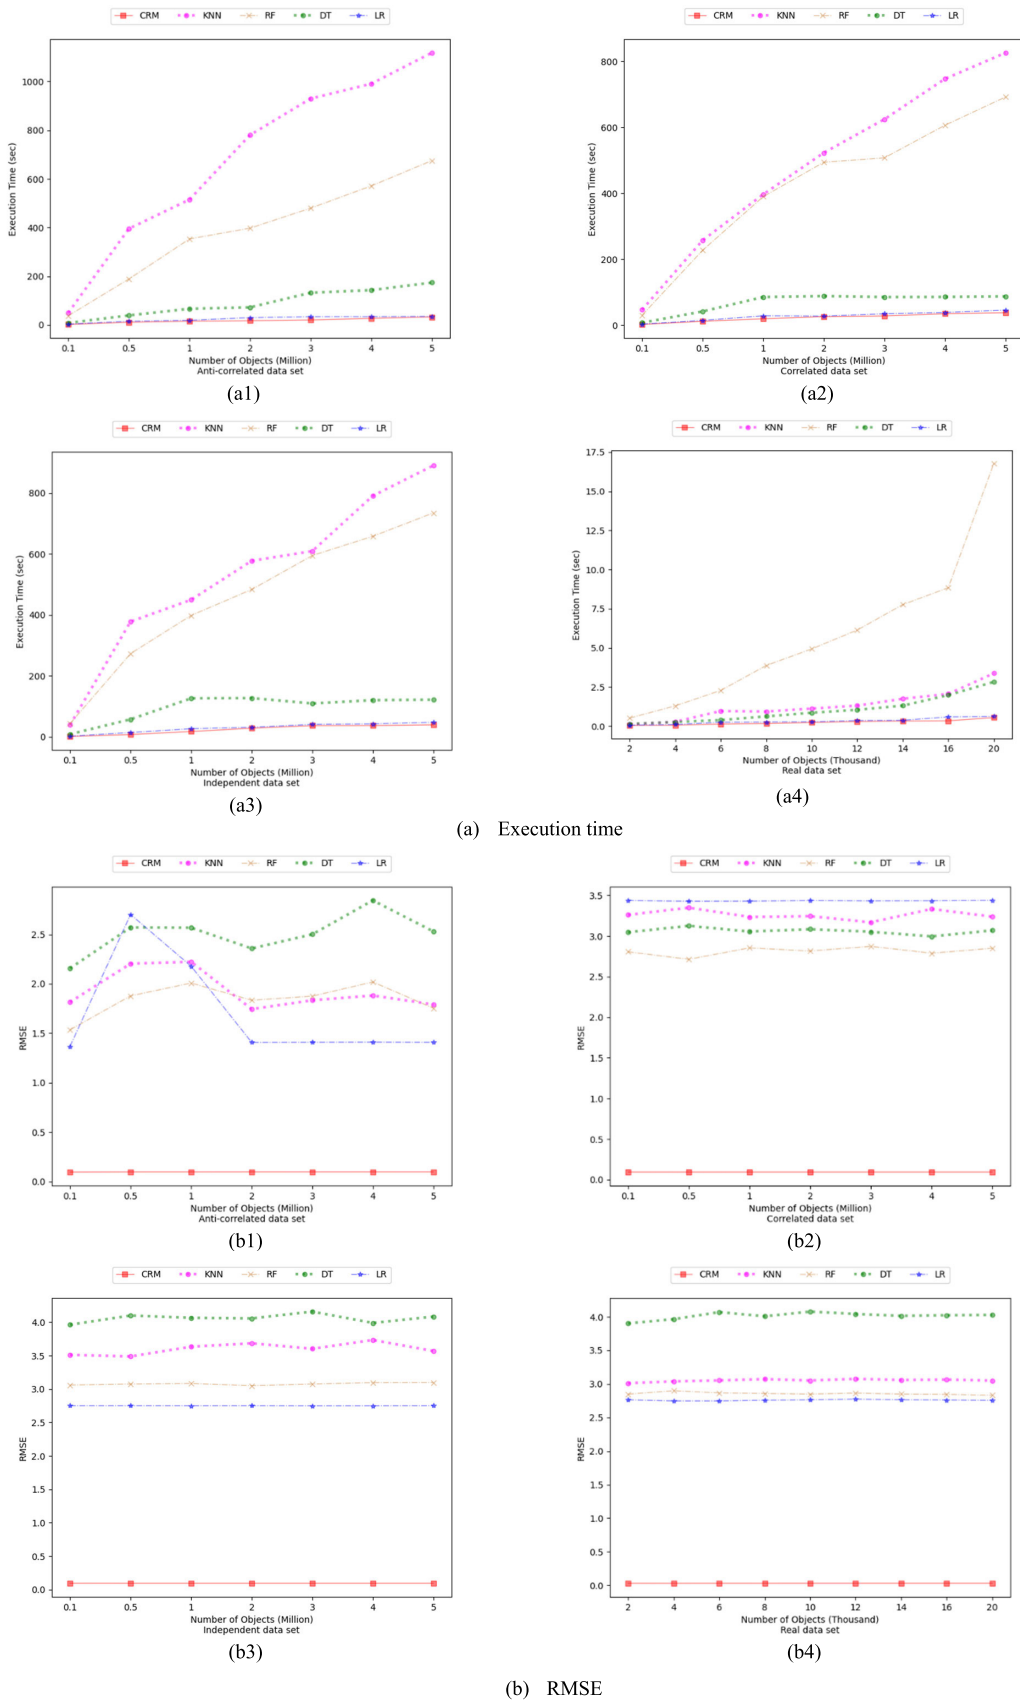 CRM KNN RF DT LR
1000
800
600
400
200
0
Execution Time (sec)
0.1 0.5 1 2 3 4 5
Number of Objects (Million)
Anti-correlated data set
(a1)
CRM KNN RF DT LR
800
600
400
200
0
Execution Time (sec)
0.1 0.5 1 2 3 4 5
Number of Objects (Million)
Correlated data set
(a2)
CRM KNN RF DT LR
800
600
400
200
0
Execution Time (sec)
0.1 0.5 1 2 3 4 5
Number of Objects (Million)
Independent data set
(a3)
CRM KNN RF DT LR
17.5
15.0
12.5
10.0
7.5
5.0
2.5
0.0
Execution Time (sec)
2 4 6 8 10 12 14 16 20
Number of Objects (Thousand)
Real data set
(a4)
(a) Execution time
CRM KNN RF DT LR
2.5
2.0
1.5
1.0
0.5
0.0
RMSE
0.1 0.5 1 2 3 4 5
Number of Objects (Million)
Anti-correlated data set
(b1)
CRM KNN RF DT LR
3.5
3.0
2.5
2.0
1.5
1.0
0.5
0.0
RMSE
0.1 0.5 1 2 3 4 5
Number of Objects (Million)
Correlated data set
(b2)
CRM KNN RF DT LR
4.0
3.5
3.0
2.5
2.0
1.5
1.0
0.5
0.0
RMSE
0.1 0.5 1 2 3 4 5
Number of Objects (Million)
Independent data set
(b3)
CRM KNN RF DT LR
4.0
3.5
3.0
2.5
2.0
1.5
1.0
0.5
0.0
RMSE
2 4 6 8 10 12 14 16 20
Number of Objects (Thousand)
Real data set
(b4)
(b) RMSE